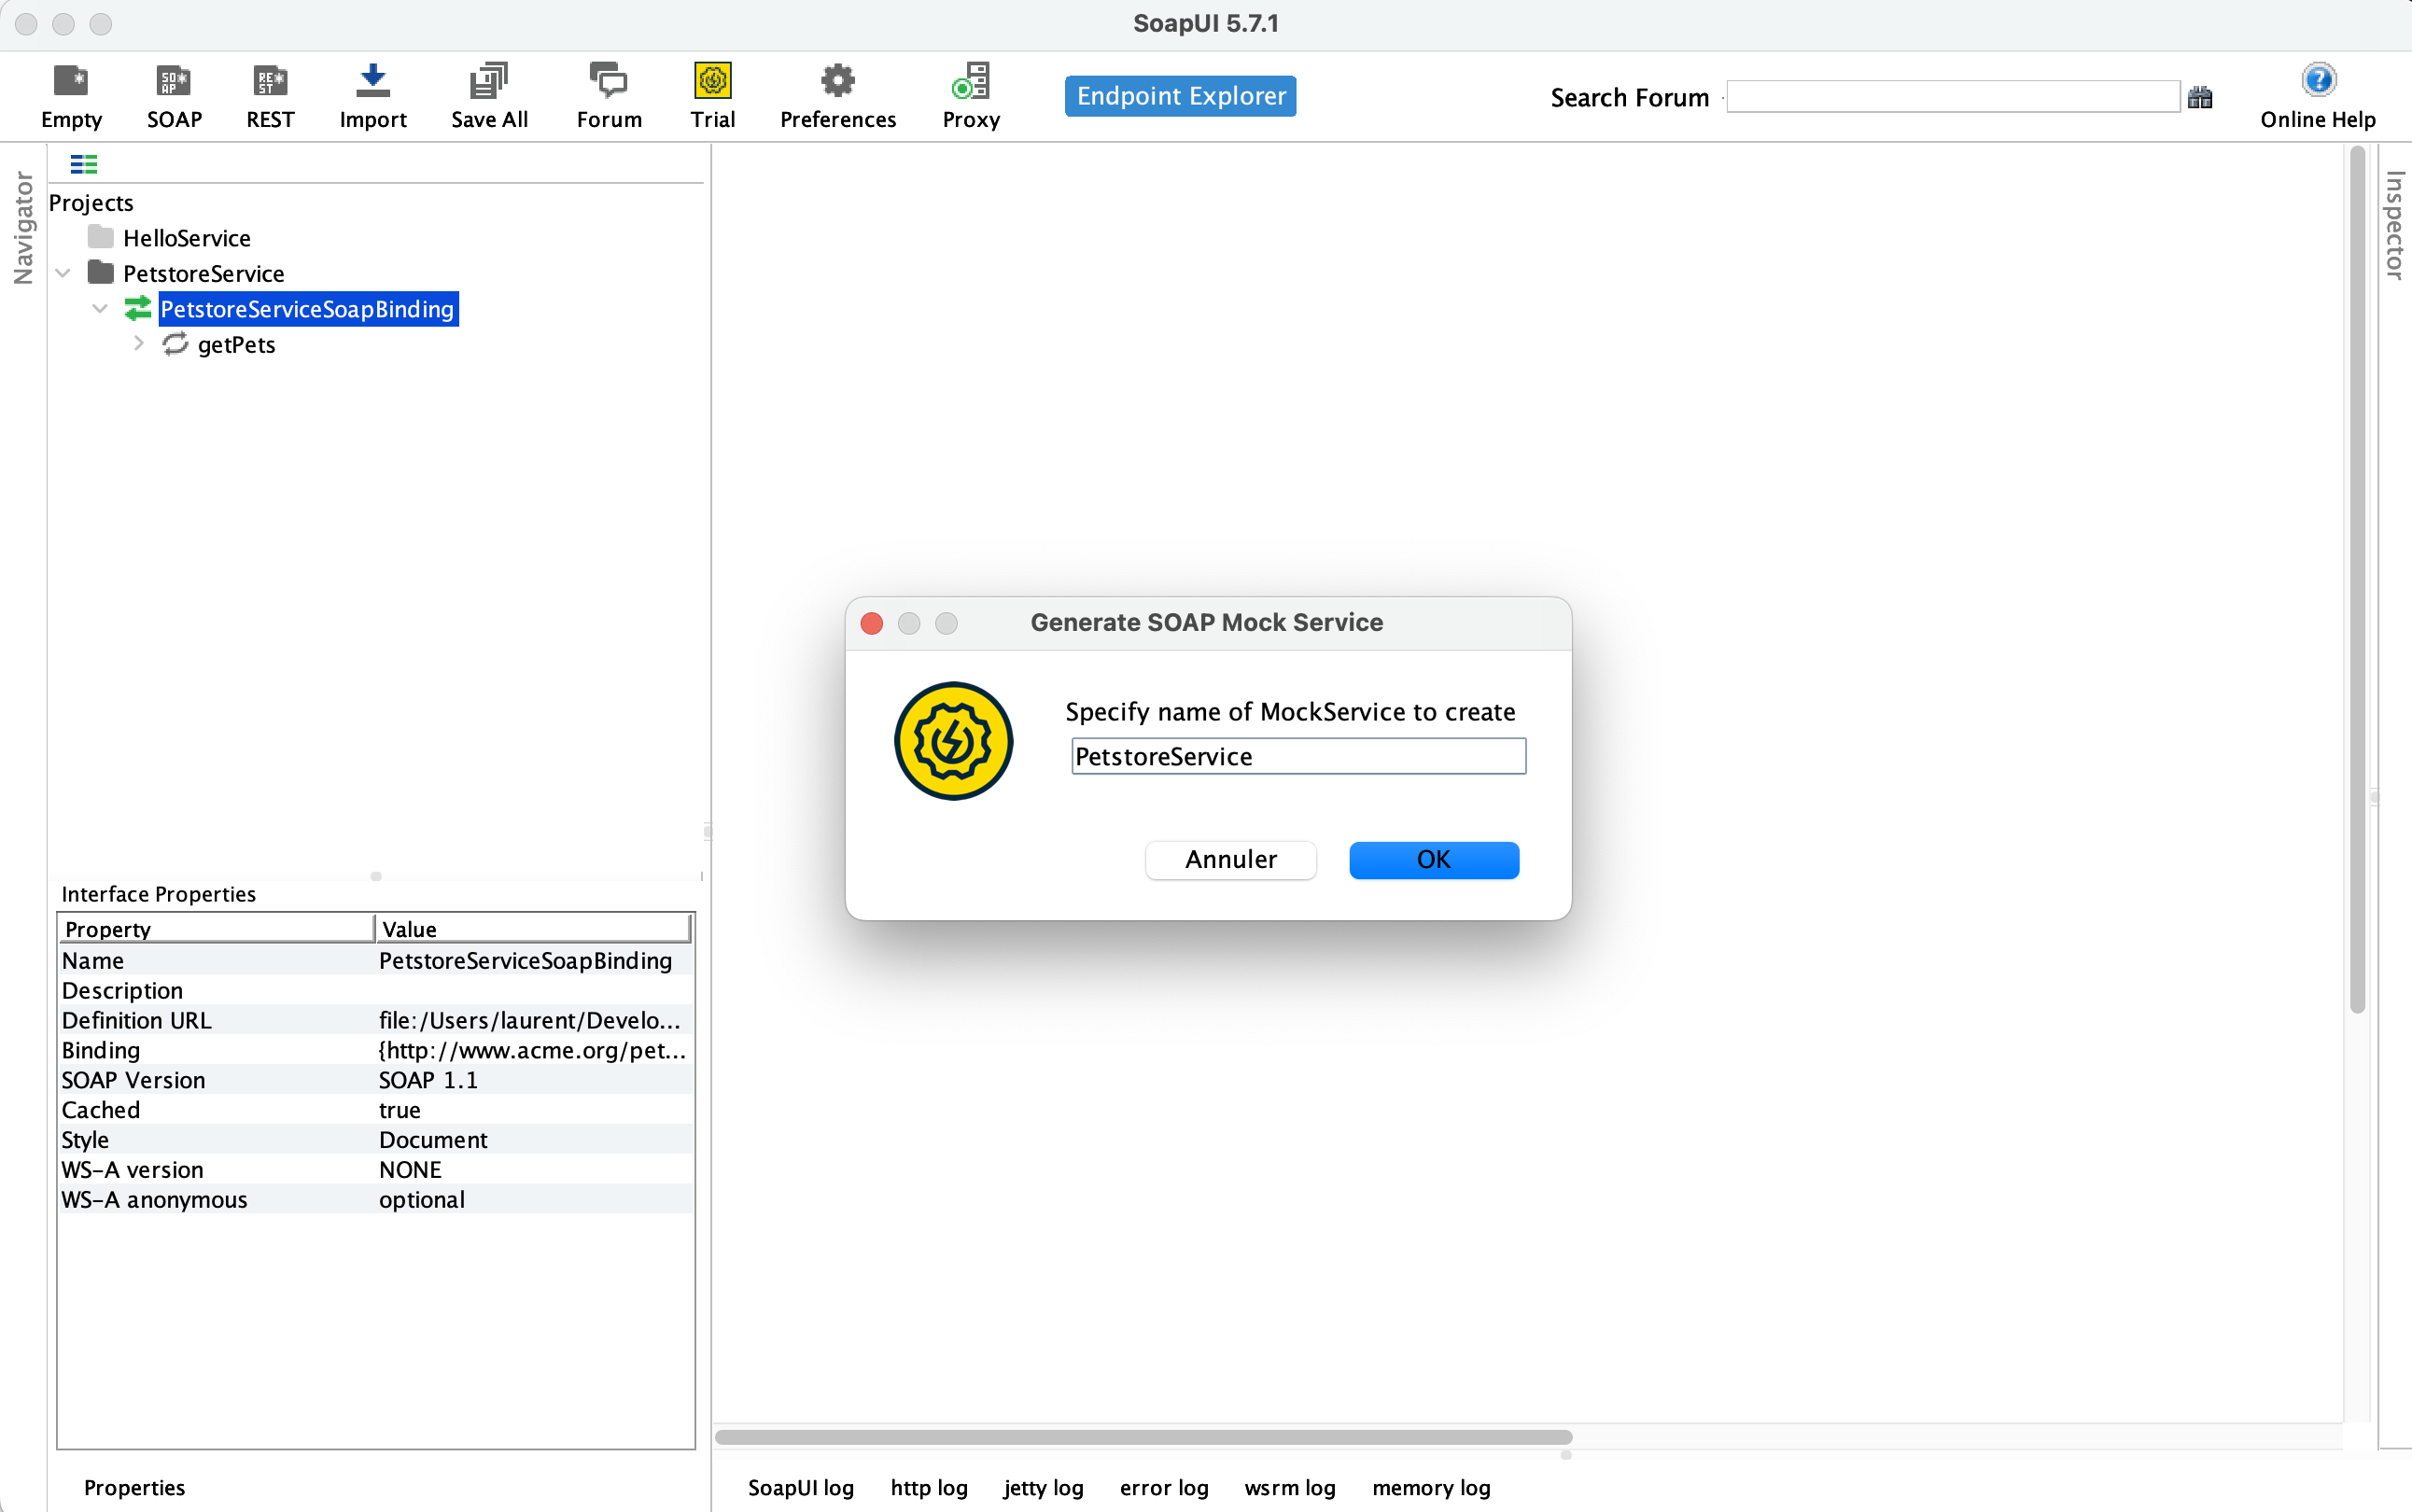 SoapUI 5.7.1
Empty SOAP REST Import Save All Forum Trial Preferences Proxy Endpoint Explorer Search Forum Online Help
Navigator
Projects
HelloService
PetstoreService
PetstoreServiceSoapBinding
getPets
Inspector
Generate SOAP Mock Service
Specify name of MockService to create
PetstoreService
Annuler OK
Interface Properties
Property Value
Name PetstoreServiceSoapBinding
Description
Definition URL file:/Users/laurent/Develo...
Binding {http://www.acme.org/pet...
SOAP Version SOAP 1.1
Cached true
Style Document
WS-A version NONE
WS-A anonymous optional
Properties
SoapUI log http log jetty log error log wsrm log memory log